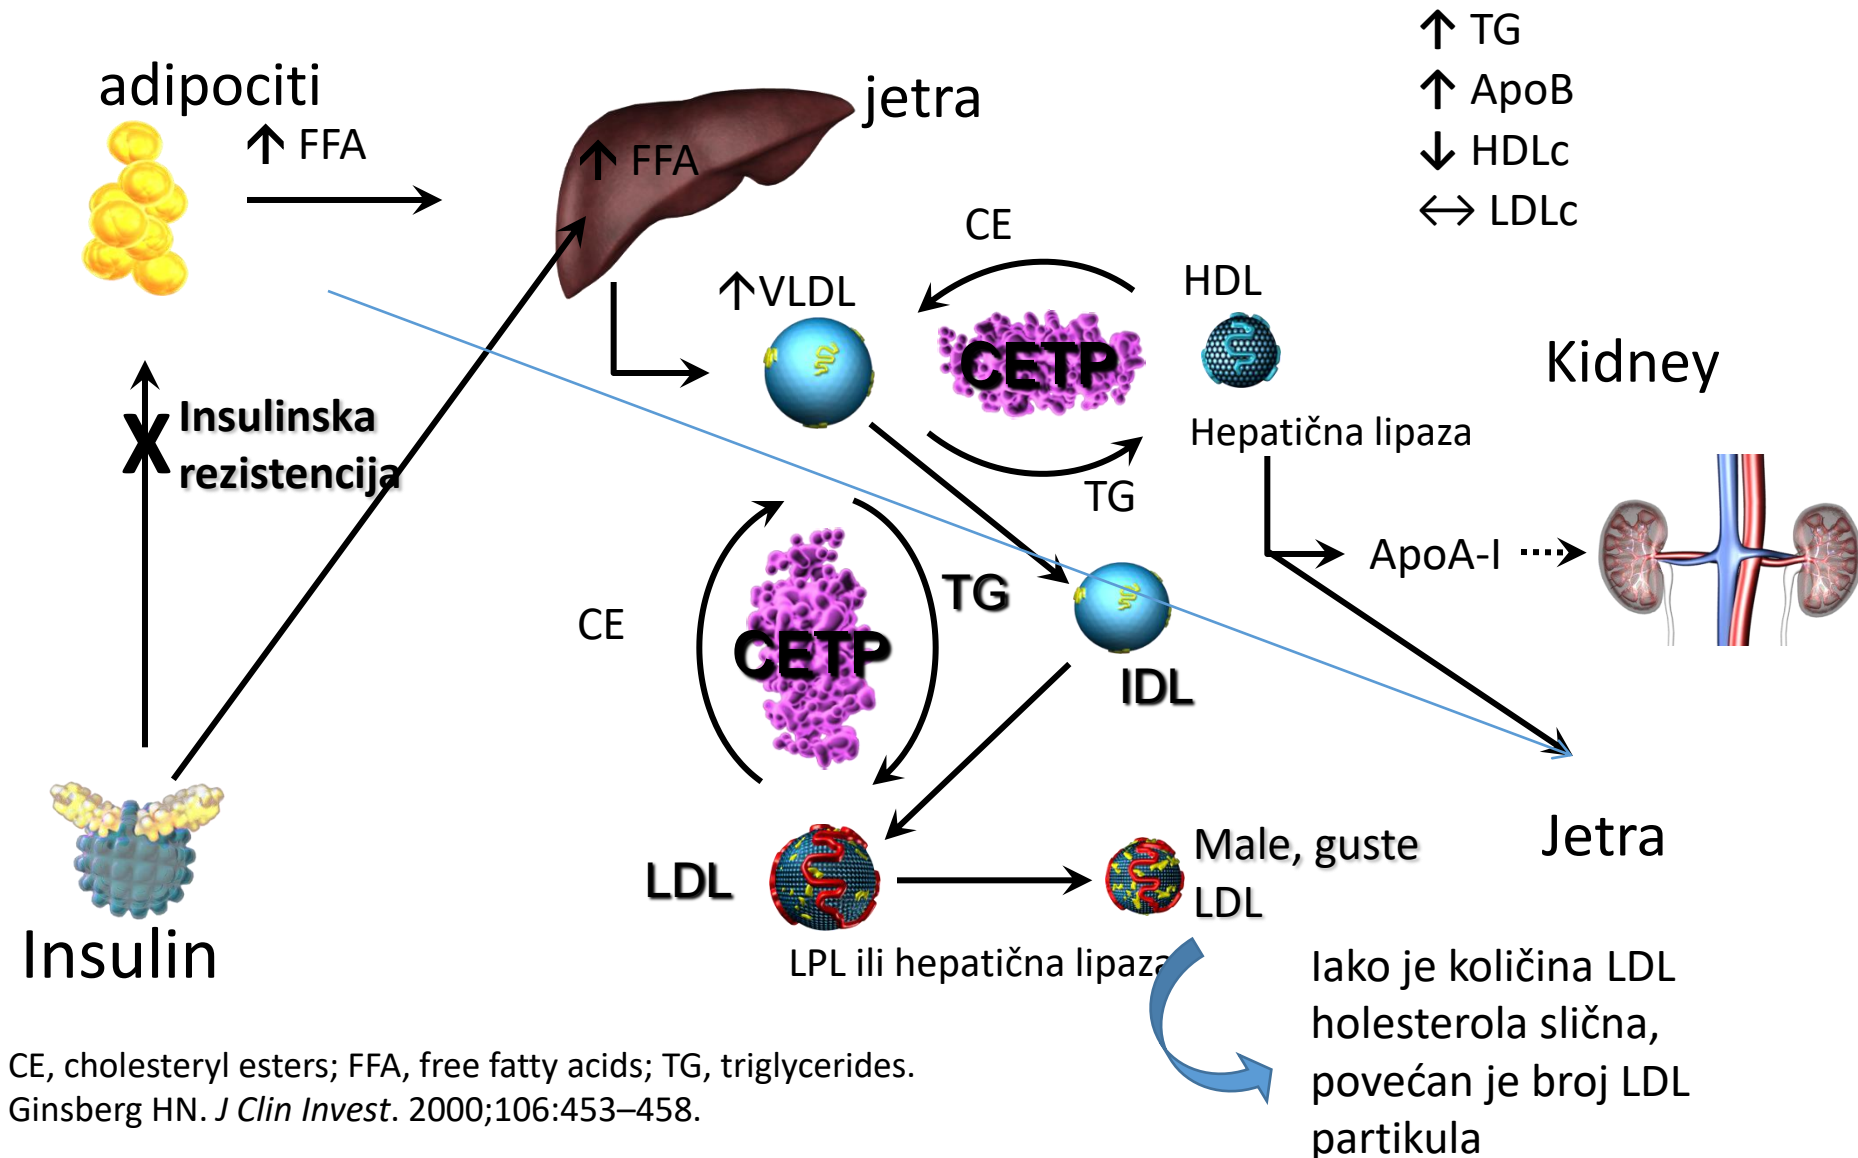 ↑ TG
↑ ApoB
↓ HDLc
↔ LDLc
adipociti
↑ FFA
jetra
↑ FFA
CE
↑VLDL
HDL
CETP
Kidney
Insulinska
rezistencija
X
Hepatična lipaza
TG
ApoA-I
CE
TG
CETP
IDL
Insulin
LDL
Male, guste
LDL
Jetra
LPL ili hepatična lipaza
Iako je količina LDL
holesterola slična,
povećan je broj LDL
partikula
CE, cholesteryl esters; FFA, free fatty acids; TG, triglycerides.
Ginsberg HN. J Clin Invest. 2000;106:453–458.